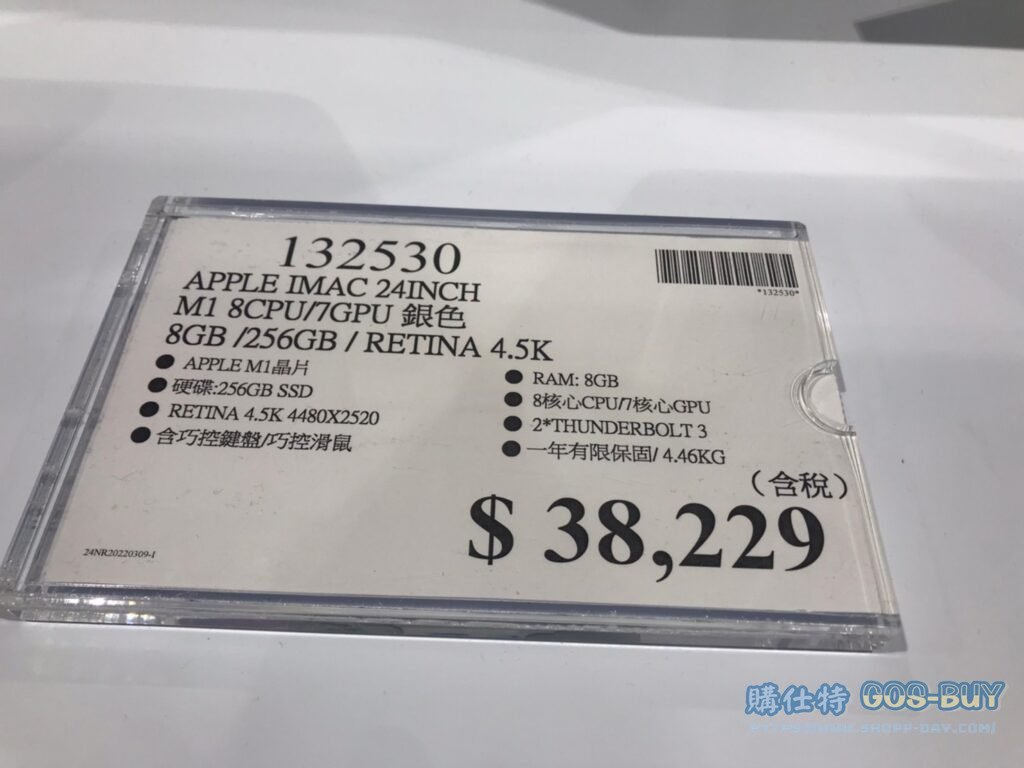 132530
APPLE IMAC 24INCH
M1 8CPU/7GPU 銀色
8GB /256GB / RETINA 4.5K
*132530*
● APPLE M1晶片
● 硬碟:256GB SSD
● RETINA 4.5K 4480X2520
● 含巧控鍵盤/巧控滑鼠
● RAM: 8GB
● 8核心CPU/7核心GPU
● 2*THUNDERBOLT 3
● 一年有限保固/ 4.46KG
(含稅)
$ 38,229
24NR20220309-I
購仕特 GOS-BUY